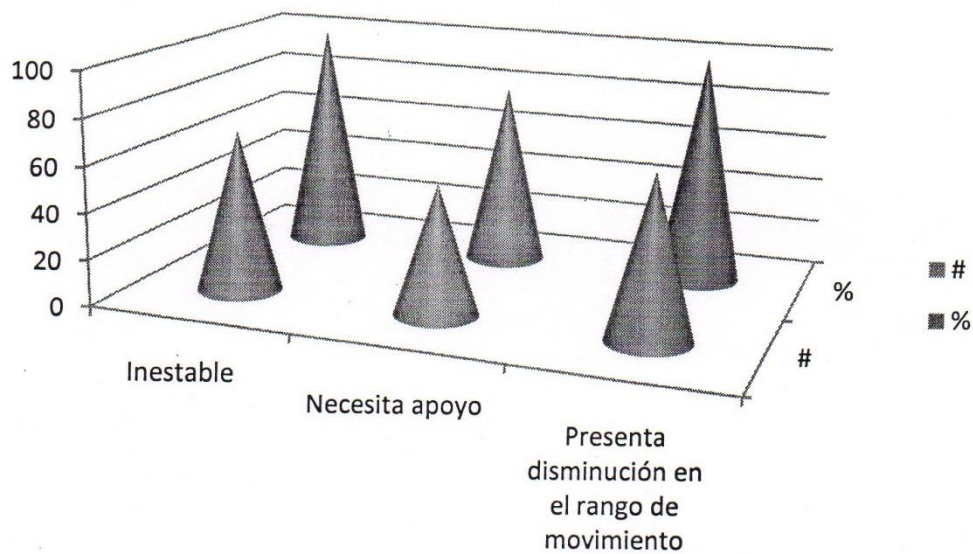 100
80
60
40
20
0
Inestable
Necesita apoyo
Presenta
disminución en
el rango de
movimiento
#
%
#
%